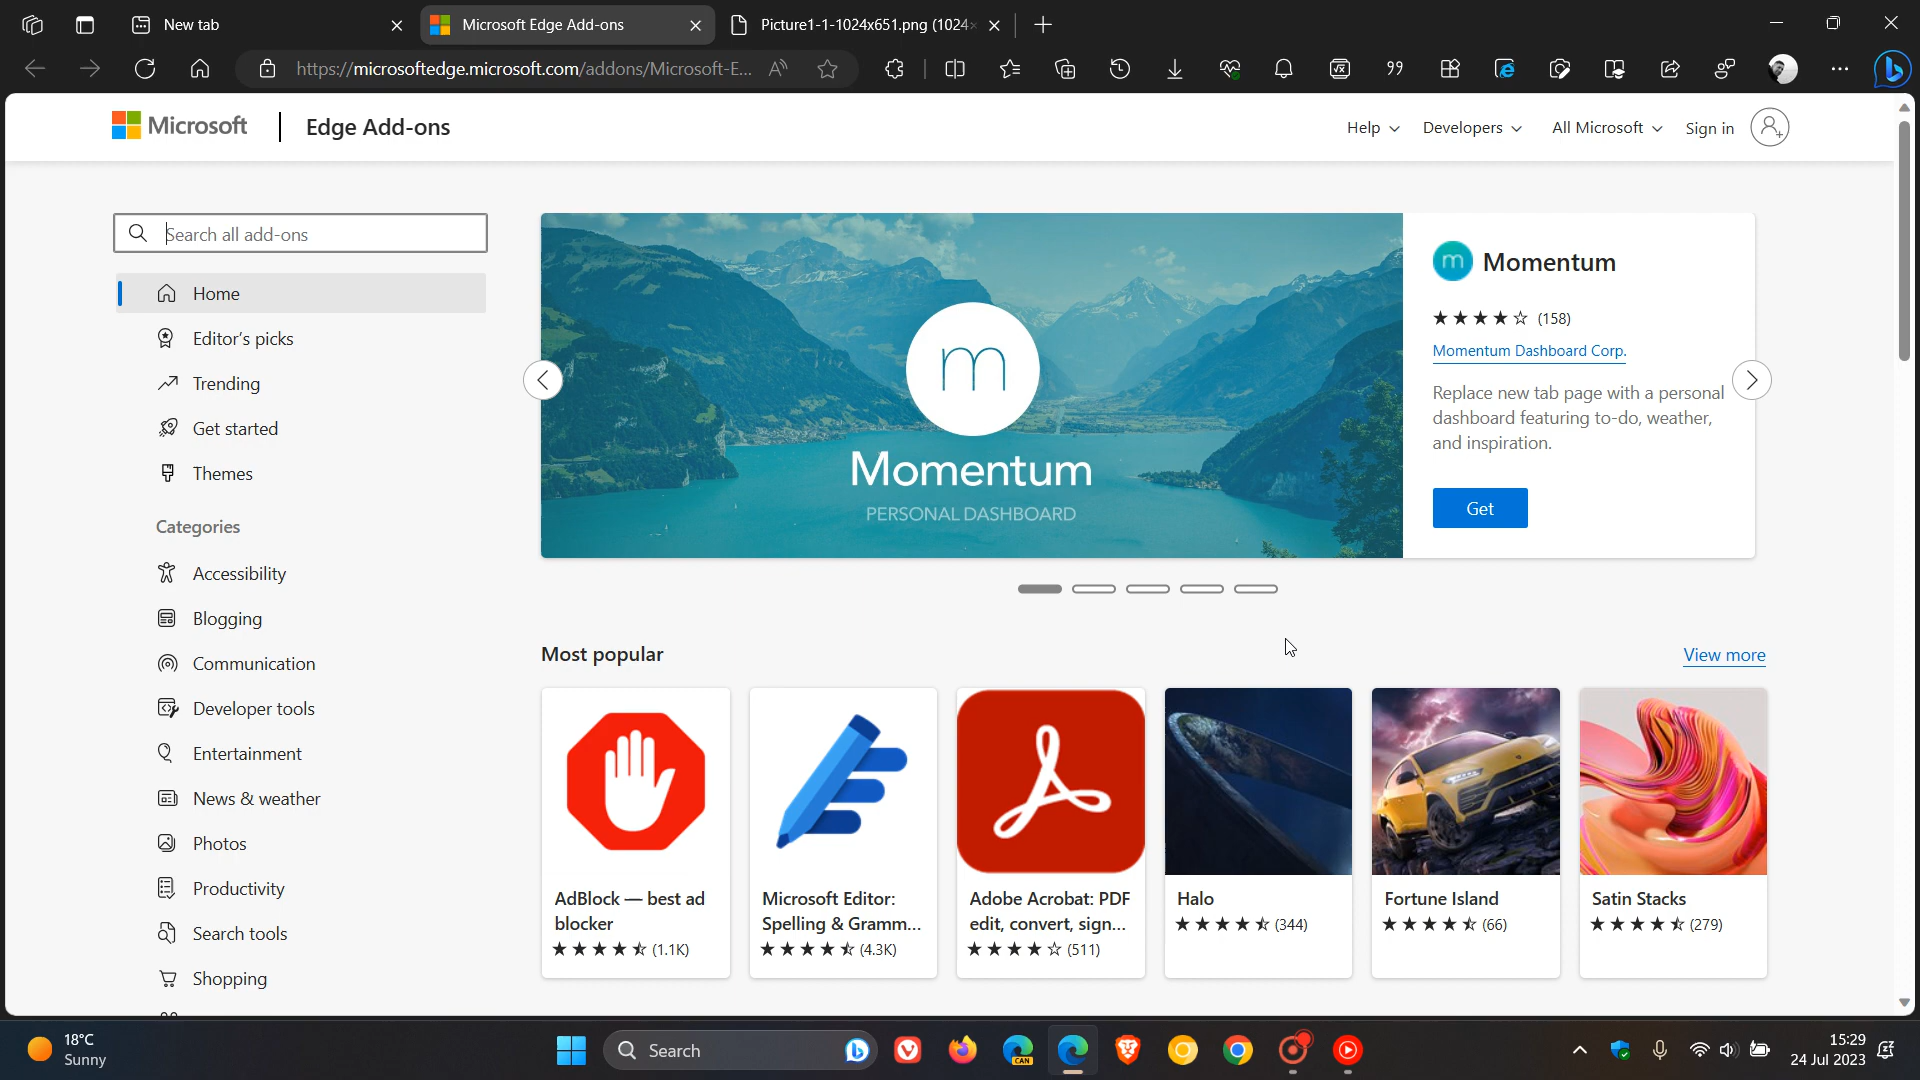 New tab
Microsoft Edge Add-ons
Picture1-1-1024x651.png (1024×
https://microsoftedge.microsoft.com/addons/Microsoft-E...
Microsoft
Edge Add-ons
Help
Developers
All Microsoft
Sign in
Search all add-ons
Home
Editor's picks
Trending
Get started
Themes
Categories
Accessibility
Blogging
Communication
Developer tools
Entertainment
News & weather
Photos
Productivity
Search tools
Shopping
m
Momentum
PERSONAL DASHBOARD
m
Momentum
(158)
Momentum Dashboard Corp.
Replace new tab page with a personal
dashboard featuring to-do, weather,
and inspiration.
Get
Most popular
View more
AdBlock — best ad
blocker
(1.1K)
Microsoft Editor:
Spelling & Gramm...
(4.3K)
Adobe Acrobat: PDF
edit, convert, sign...
(511)
Halo
(344)
Fortune Island
(66)
Satin Stacks
(279)
18°C
Sunny
Search
CAN
15:29
24 Jul 2023